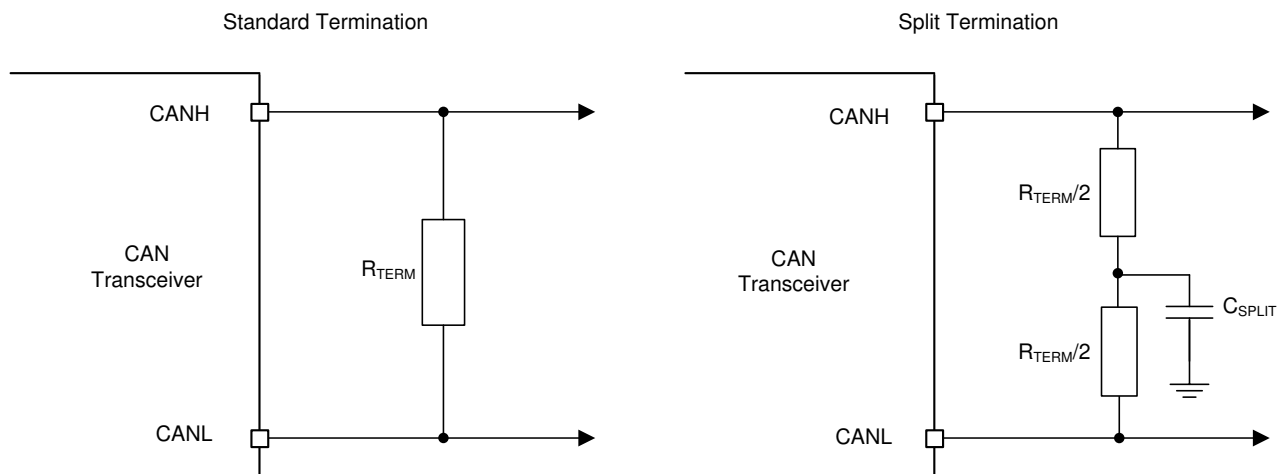 Standard Termination
CANH
CAN
Transceiver
R_TERM
CANL
Split Termination
CANH
R_TERM/2
CAN
Transceiver
C_SPLIT
R_TERM/2
CANL